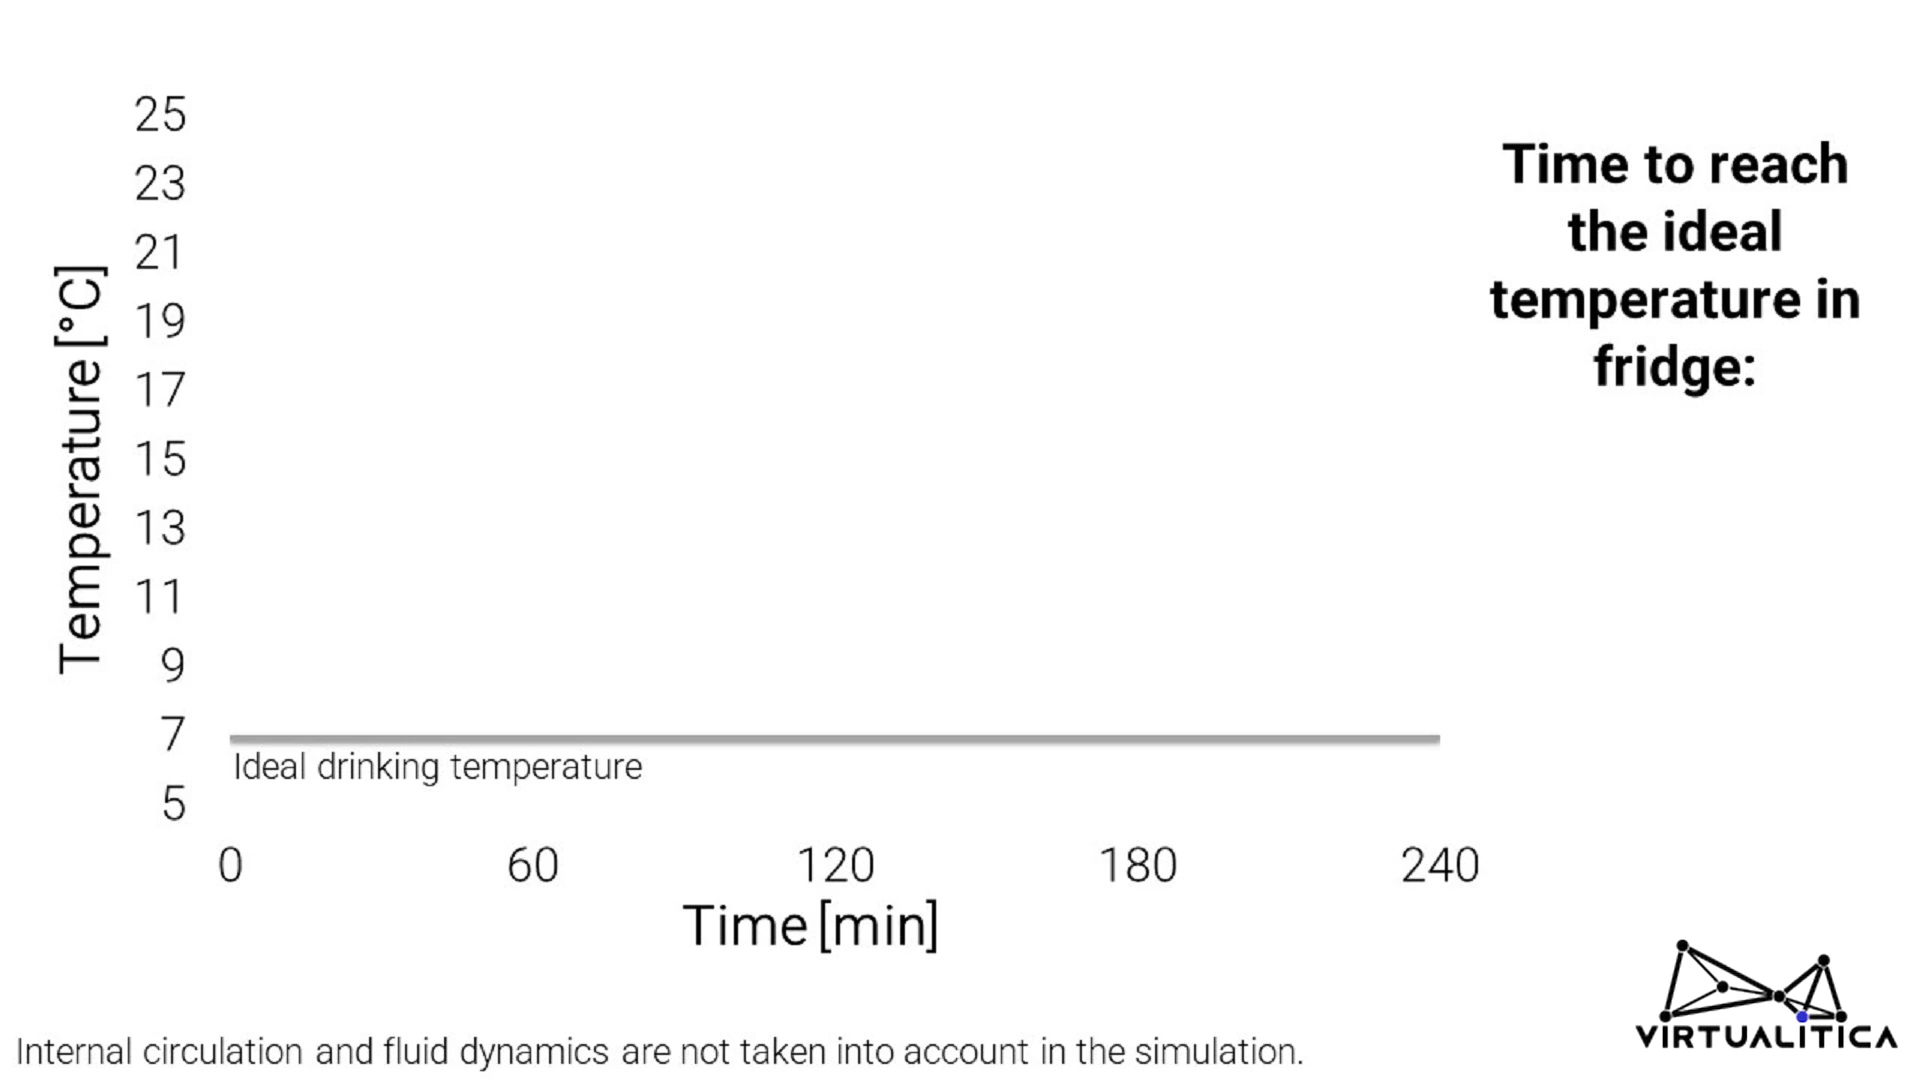 25
23
21
19
17
15
13
11
9
7
5
Temperature [°C]
Ideal drinking temperature
0 60 120 180 240
Time [min]
Time to reach
the ideal
temperature in
fridge:
VIRTUALITICA
Internal circulation and fluid dynamics are not taken into account in the simulation.